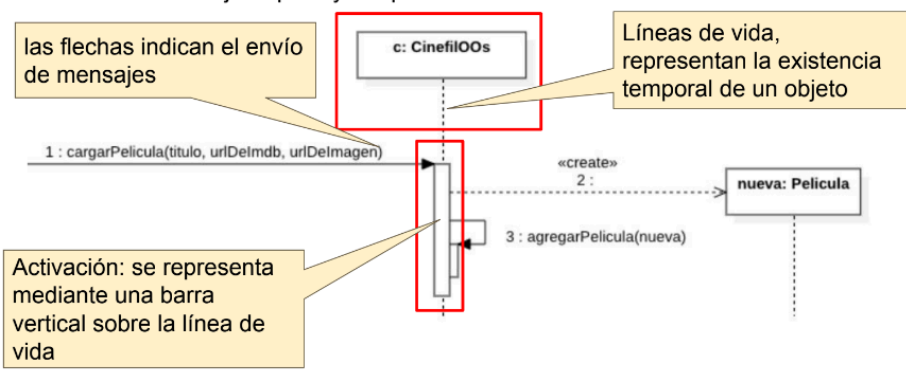 las flechas indican el envío
de mensajes
c: CinefilOOs
Líneas de vida,
representan la existencia
temporal de un objeto
1 : cargarPelicula(titulo, urlDeImdb, urlDeImagen)
«create»
2 :
nueva: Pelicula
3 : agregarPelicula(nueva)
Activación: se representa
mediante una barra
vertical sobre la línea de
vida